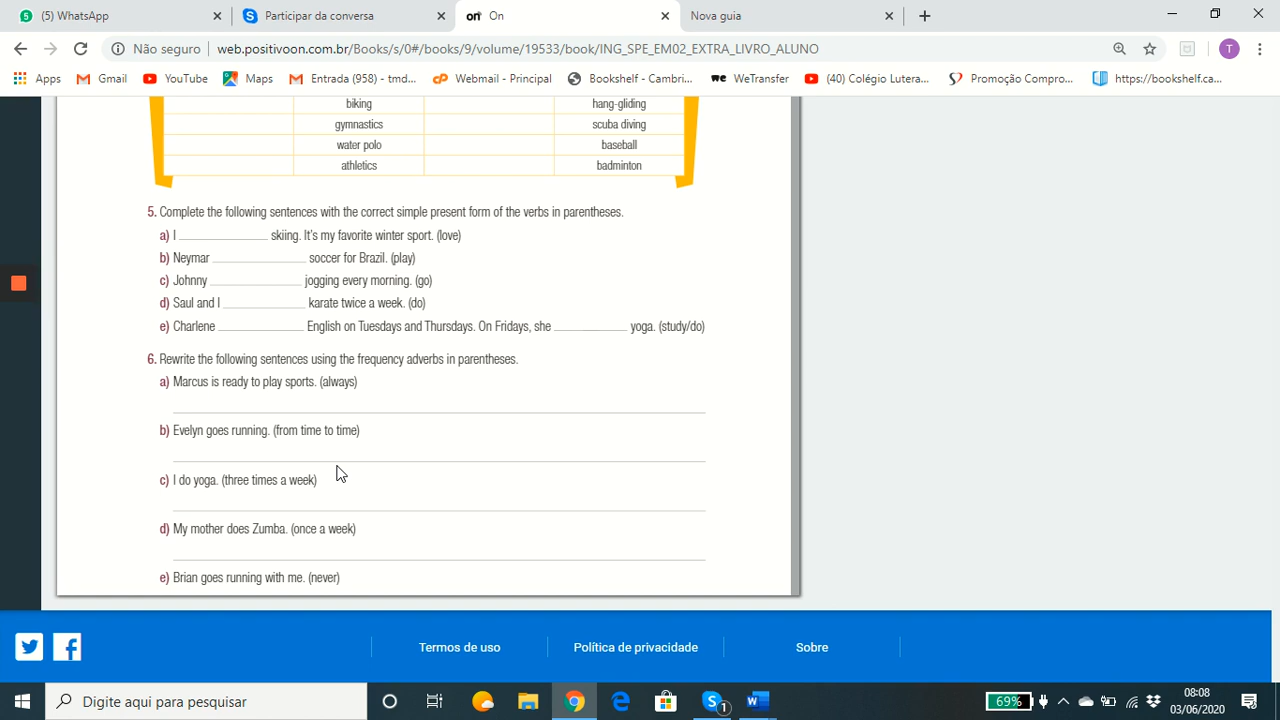 (5) WhatsApp
Participar da conversa
On
Nova guia
Não seguro
web.positivoon.com.br/Books/s/0#/books/9/volume/19533/book/ING_SPE_EM02_EXTRA_LIVRO_ALUNO
T
Apps Gmail YouTube Maps Entrada (958) - tmd... Webmail - Principal Bookshelf - Cambri... WeTransfer (40) Colégio Lutera... Promoção Compro... https://bookshelf.ca...
biking hang-gliding
gymnastics scuba diving
water polo baseball
athletics badminton
5. Complete the following sentences with the correct simple present form of the verbs in parentheses.
a) I ____________ skiing. It's my favorite winter sport. (love)
b) Neymar ____________ soccer for Brazil. (play)
c) Johnny ____________ jogging every morning. (go)
d) Saul and I ____________ karate twice a week. (do)
e) Charlene ____________ English on Tuesdays and Thursdays. On Fridays, she ____________ yoga. (study/do)
6. Rewrite the following sentences using the frequency adverbs in parentheses.
a) Marcus is ready to play sports. (always)
b) Evelyn goes running. (from time to time)
c) I do yoga. (three times a week)
d) My mother does Zumba. (once a week)
e) Brian goes running with me. (never)
Termos de uso Política de privacidade Sobre
Digite aqui para pesquisar
1
69%
08:08
03/06/2020